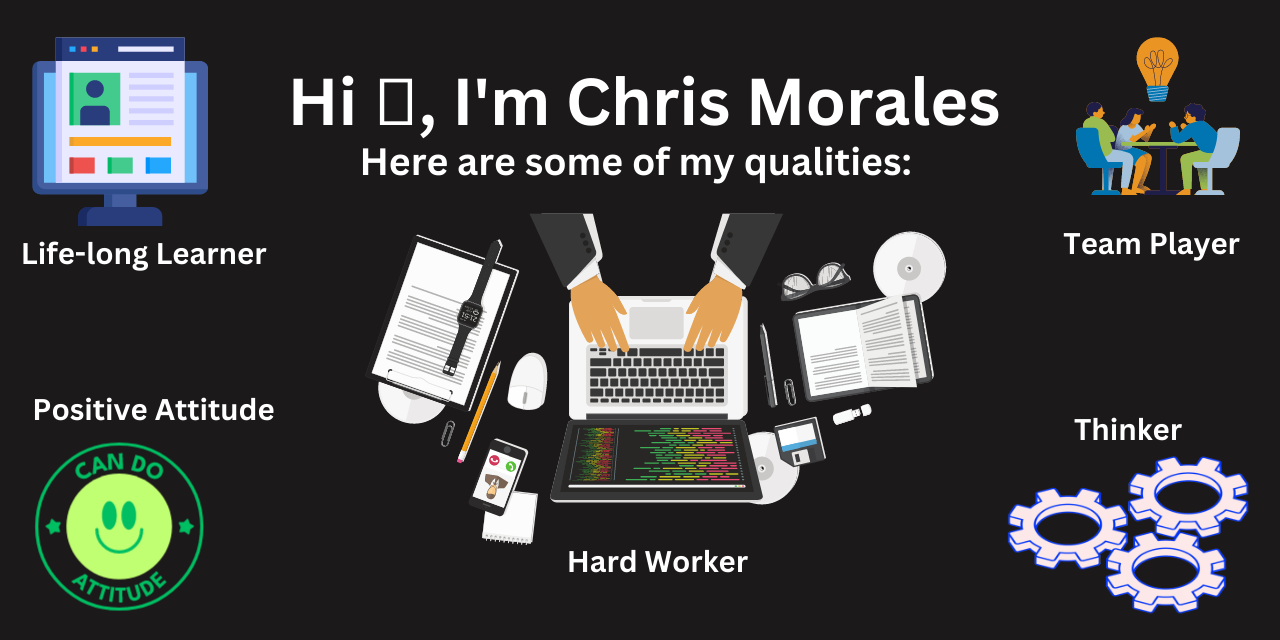 Hi ▯, I'm Chris Morales
Here are some of my qualities:
Life-long Learner
Team Player
Positive Attitude
CAN DO
ATTITUDE
Thinker
Hard Worker